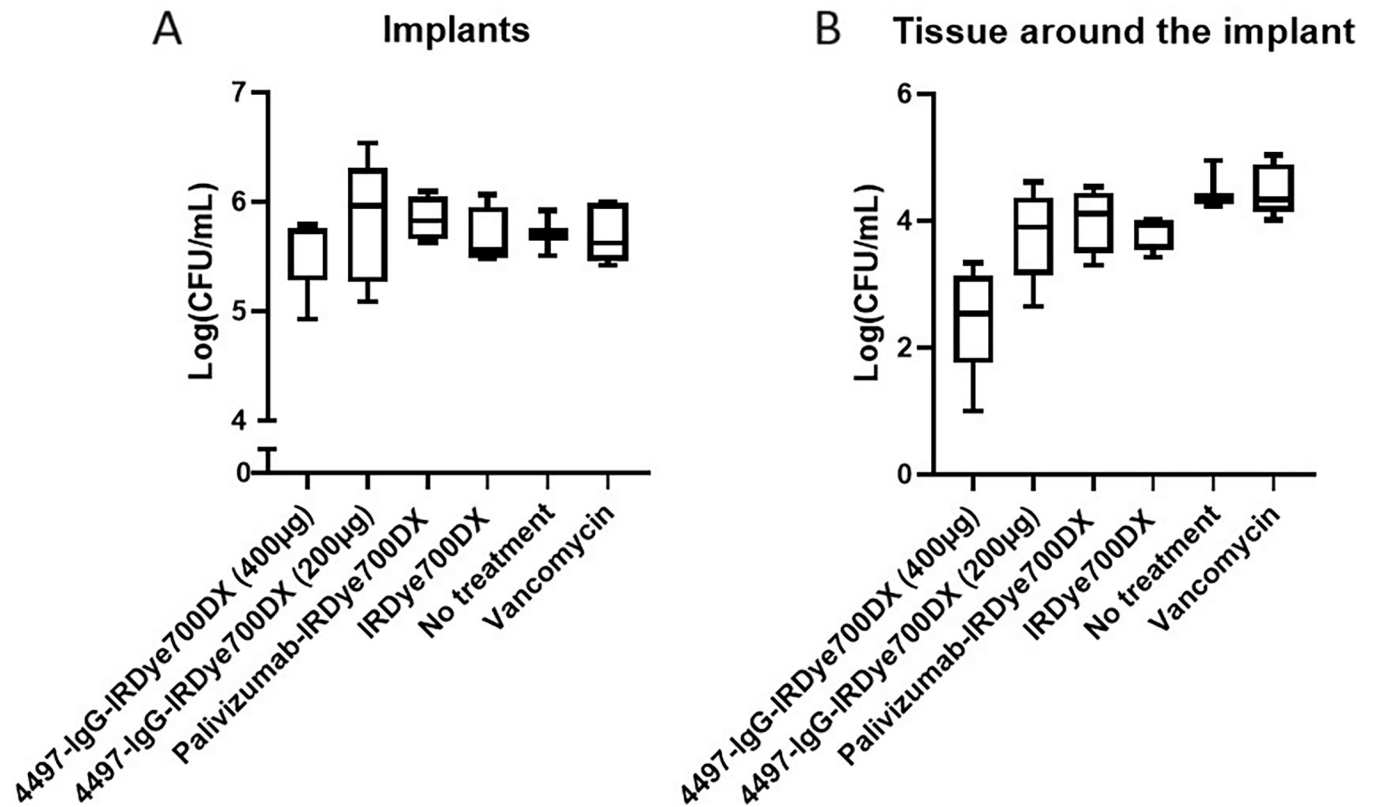 A
Implants
7
6
5
4
0
Log(CFU/mL)
4497-IgG-IRDye700DX (400µg)
4497-IgG-IRDye700DX (200µg)
Palivizumab-IRDye700DX
IRDye700DX
No treatment
Vancomycin
B
Tissue around the implant
6
4
2
0
Log(CFU/mL)
4497-IgG-IRDye700DX (400µg)
4497-IgG-IRDye700DX (200µg)
Palivizumab-IRDye700DX
IRDye700DX
No treatment
Vancomycin